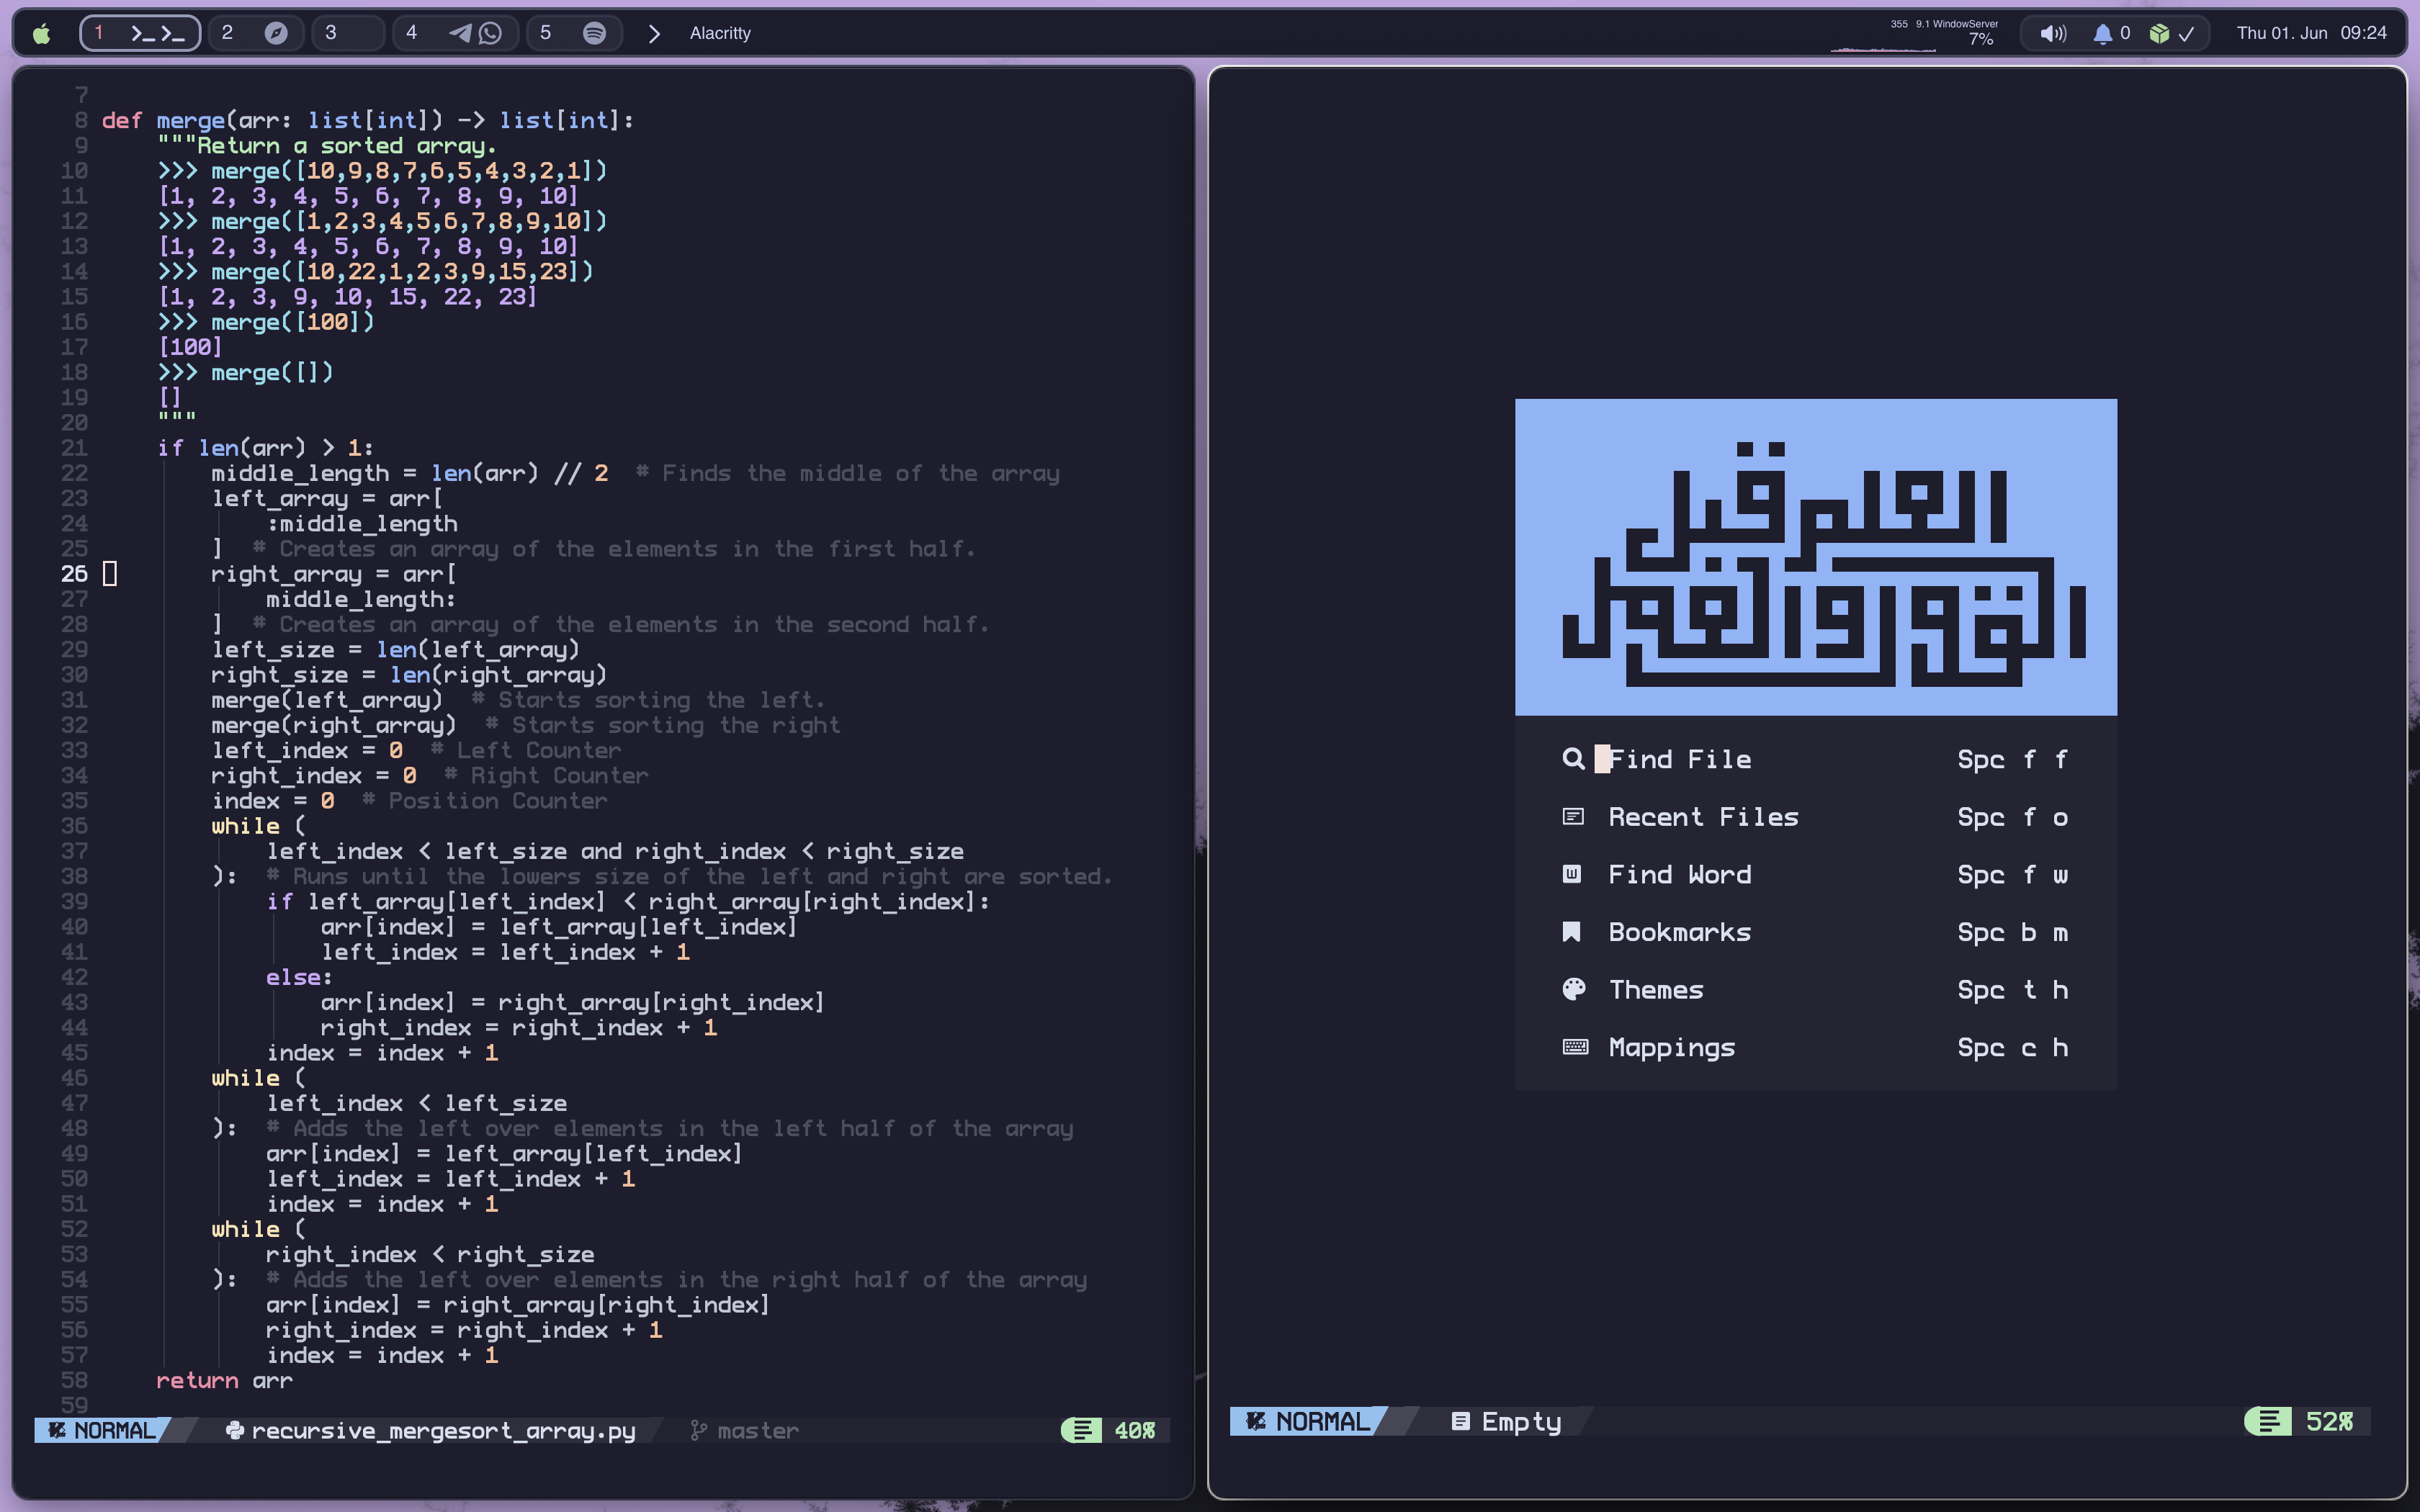 1 2 3 4 5 Alacritty
355 9.1 WindowServer
7%
0
Thu 01. Jun 09:24
7
8 def merge(arr: list[int]) -> list[int]:
9     """Return a sorted array.
10     >>> merge([10,9,8,7,6,5,4,3,2,1])
11     [1, 2, 3, 4, 5, 6, 7, 8, 9, 10]
12     >>> merge([1,2,3,4,5,6,7,8,9,10])
13     [1, 2, 3, 4, 5, 6, 7, 8, 9, 10]
14     >>> merge([10,22,1,2,3,9,15,23])
15     [1, 2, 3, 9, 10, 15, 22, 23]
16     >>> merge([100])
17     [100]
18     >>> merge([])
19     []
20     """
21     if len(arr) > 1:
22         middle_length = len(arr) // 2  # Finds the middle of the array
23         left_array = arr[
24             :middle_length
25         ]  # Creates an array of the elements in the first half.
26         right_array = arr[
27             middle_length:
28         ]  # Creates an array of the elements in the second half.
29         left_size = len(left_array)
30         right_size = len(right_array)
31         merge(left_array)  # Starts sorting the left.
32         merge(right_array)  # Starts sorting the right
33         left_index = 0  # Left Counter
34         right_index = 0  # Right Counter
35         index = 0  # Position Counter
36         while (
37             left_index < left_size and right_index < right_size
38         ):  # Runs until the lowers size of the left and right are sorted.
39             if left_array[left_index] < right_array[right_index]:
40                 arr[index] = left_array[left_index]
41                 left_index = left_index + 1
42             else:
43                 arr[index] = right_array[right_index]
44                 right_index = right_index + 1
45             index = index + 1
46         while (
47             left_index < left_size
48         ):  # Adds the left over elements in the left half of the array
49             arr[index] = left_array[left_index]
50             left_index = left_index + 1
51             index = index + 1
52         while (
53             right_index < right_size
54         ):  # Adds the left over elements in the right half of the array
55             arr[index] = right_array[right_index]
56             right_index = right_index + 1
57             index = index + 1
58     return arr
59
NORMAL recursive_mergesort_array.py master 40%
العلم قبل
القول و العمل
Find File Spc f f
Recent Files Spc f o
Find Word Spc f w
Bookmarks Spc b m
Themes Spc t h
Mappings Spc c h
NORMAL Empty 52%